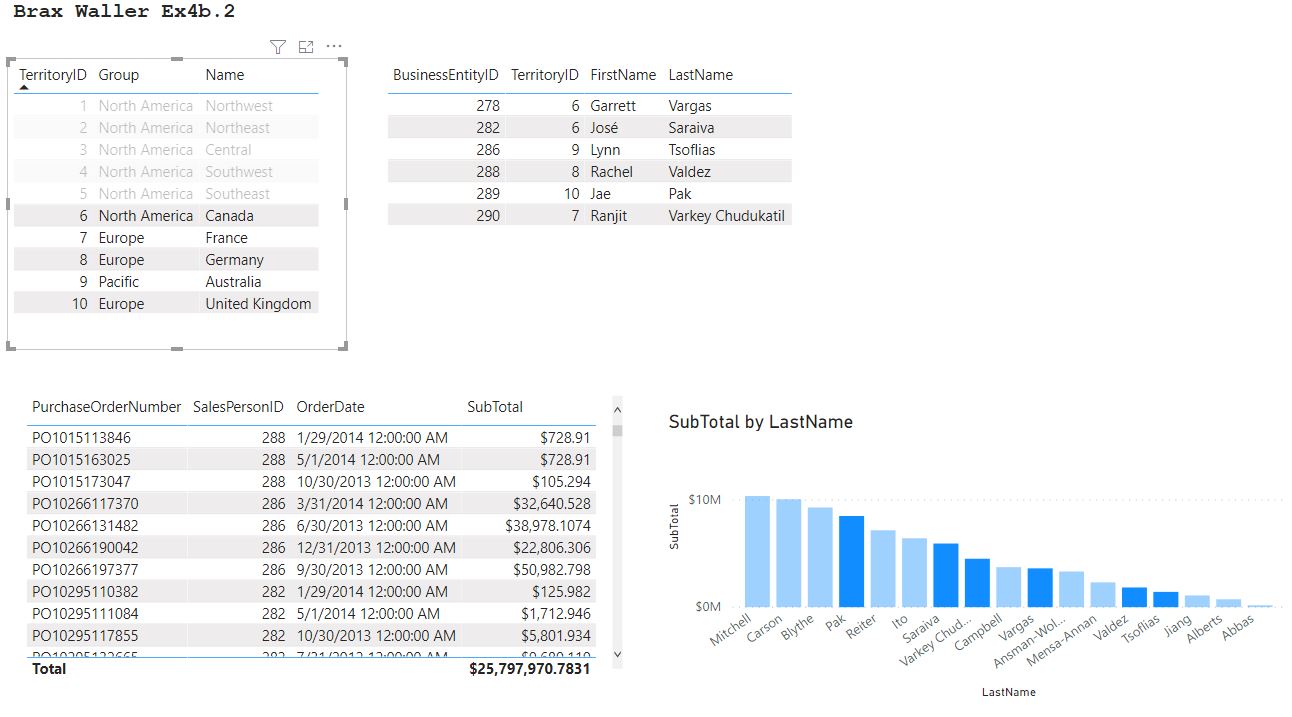 Brax Waller Ex4b.2
TerritoryID Group Name
1 North America Northwest
2 North America Northeast
3 North America Central
4 North America Southwest
5 North America Southeast
6 North America Canada
7 Europe France
8 Europe Germany
9 Pacific Australia
10 Europe United Kingdom
BusinessEntityID TerritoryID FirstName LastName
278 6 Garrett Vargas
282 6 José Saraiva
286 9 Lynn Tsoflias
288 8 Rachel Valdez
289 10 Jae Pak
290 7 Ranjit Varkey Chudukatil
PurchaseOrderNumber SalesPersonID OrderDate SubTotal
PO1015113846 288 1/29/2014 12:00:00 AM $728.91
PO1015163025 288 5/1/2014 12:00:00 AM $728.91
PO1015173047 288 10/30/2013 12:00:00 AM $105.294
PO10266117370 286 3/31/2014 12:00:00 AM $32,640.528
PO10266131482 286 6/30/2013 12:00:00 AM $38,978.1074
PO10266190042 286 12/31/2013 12:00:00 AM $22,806.306
PO10266197377 286 9/30/2013 12:00:00 AM $50,982.798
PO10295110382 282 1/29/2014 12:00:00 AM $125.982
PO10295111084 282 5/1/2014 12:00:00 AM $1,712.946
PO10295117855 282 10/30/2013 12:00:00 AM $5,801.934
Total $25,797,970.7831
SubTotal by LastName
SubTotal
$10M
$0M
Mitchell
Carson
Blythe
Pak
Reiter
Ito
Saraiva
Varkey Chud...
Campbell
Vargas
Ansman-Wol...
Mensa-Annan
Valdez
Tsoflias
Jiang
Alberts
Abbas
LastName